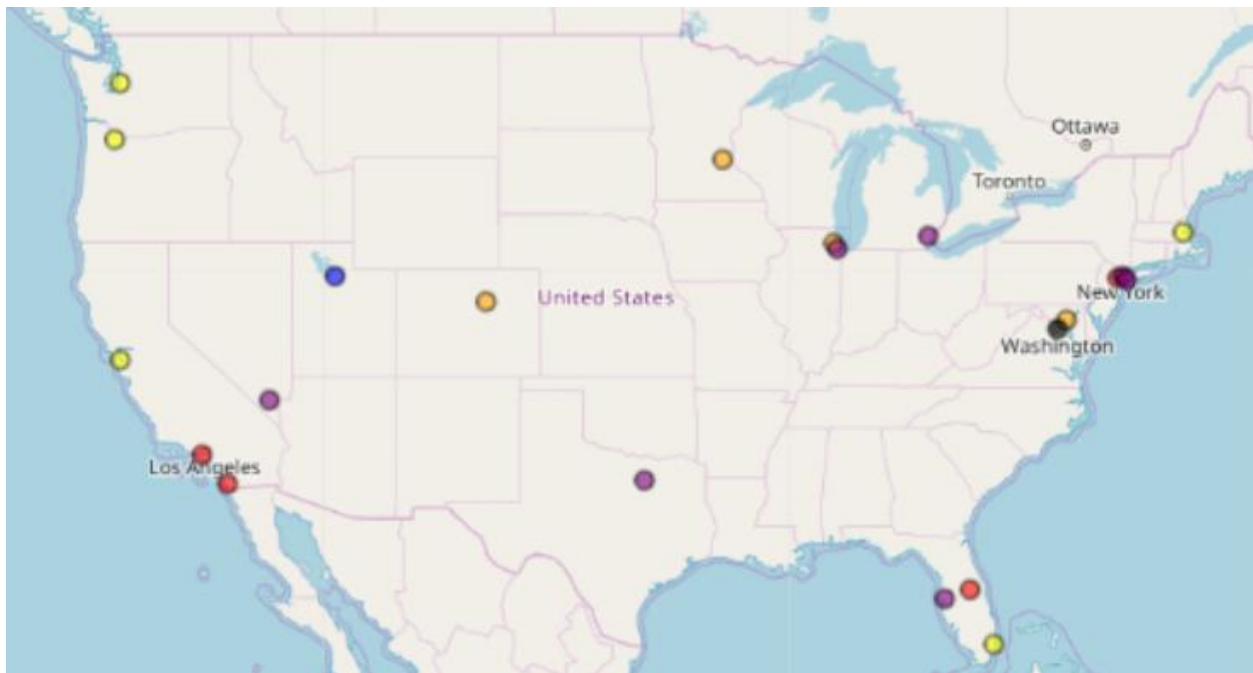 Ottawa
Toronto
United States
New York
Washington
Los Angeles